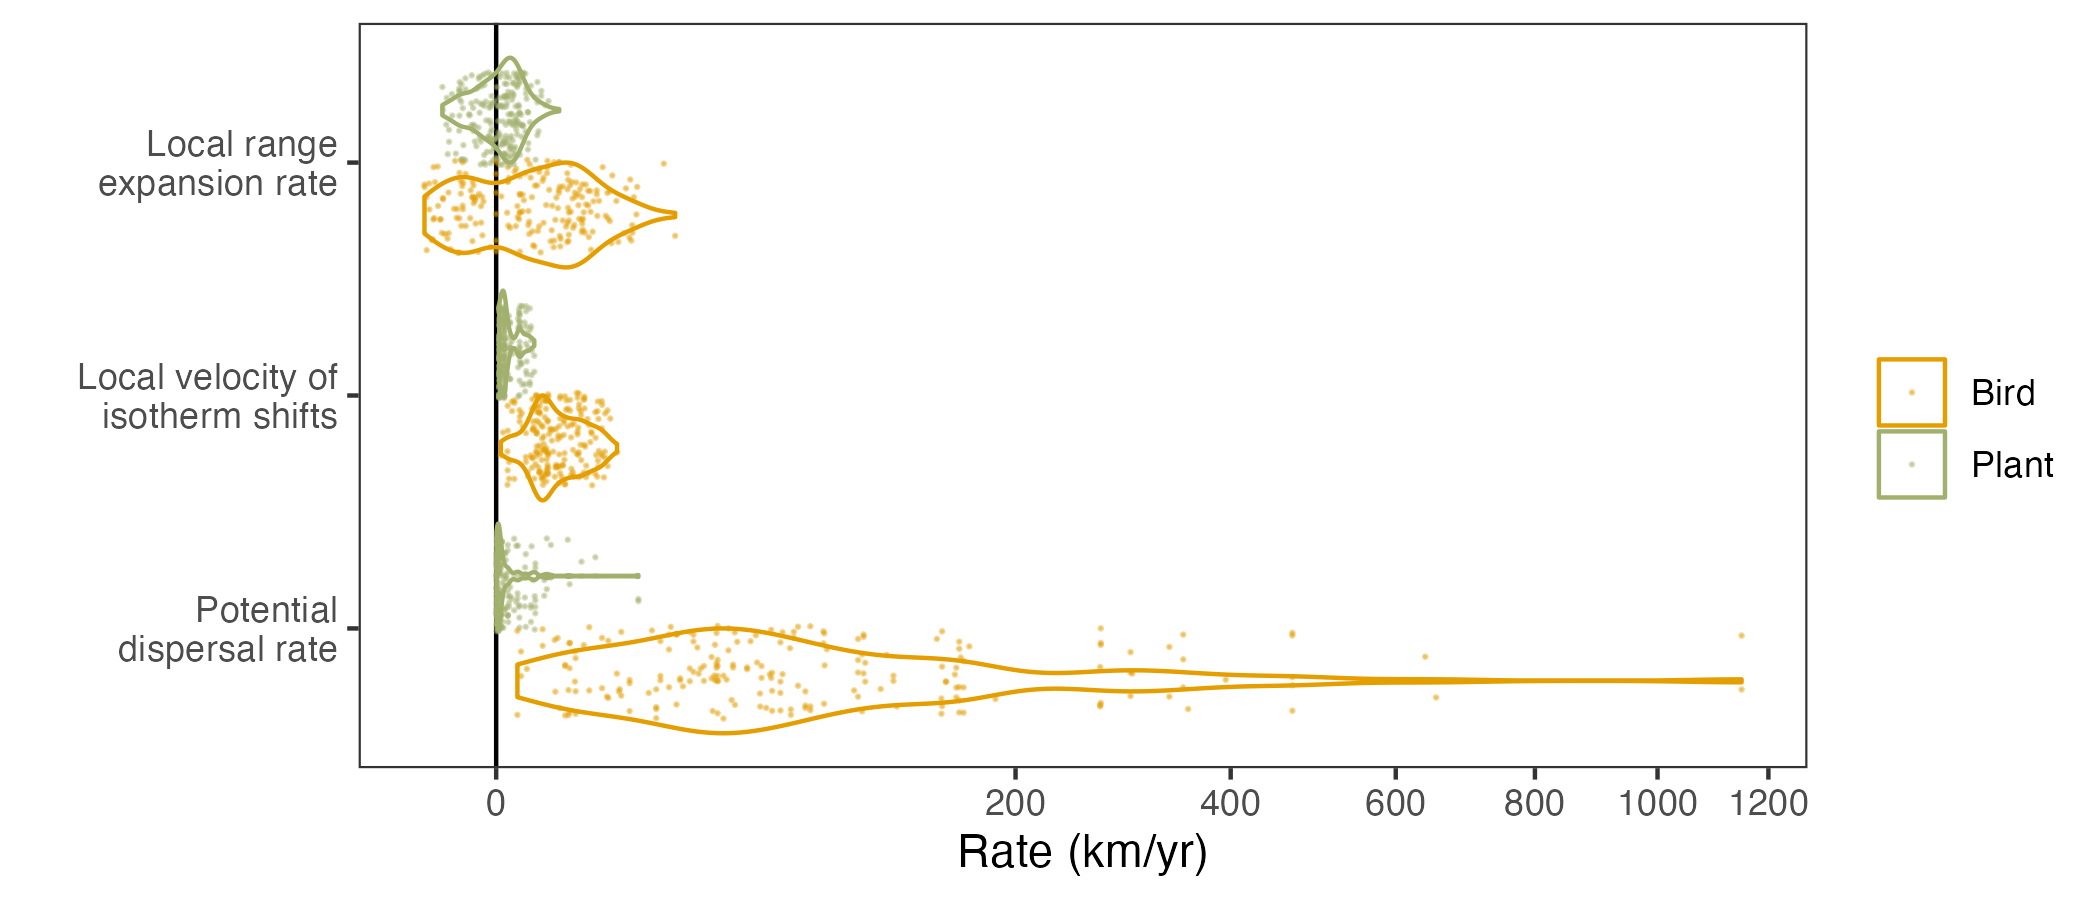 Local range
expansion rate
Local velocity of
isotherm shifts
Potential
dispersal rate
0
200
400
600
800
1000
1200
Rate (km/yr)
Bird
Plant